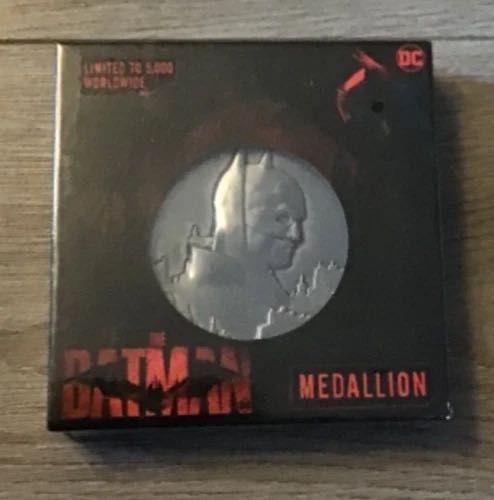 LIMITED TO 5,000
WORLDWIDE
DC
THE
BATMAN
MEDALLION